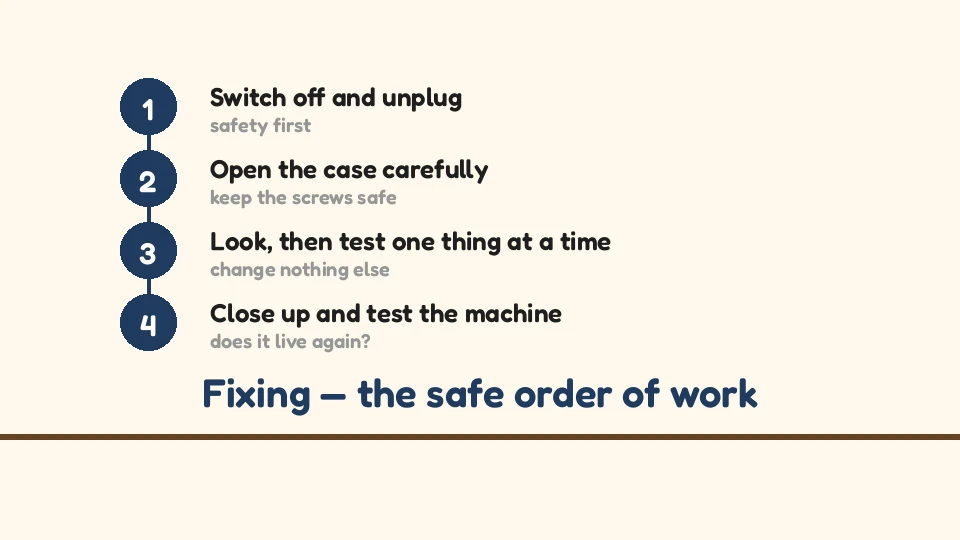 1
Switch off and unplug
safety first
2
Open the case carefully
keep the screws safe
3
Look, then test one thing at a time
change nothing else
4
Close up and test the machine
does it live again?
Fixing — the safe order of work